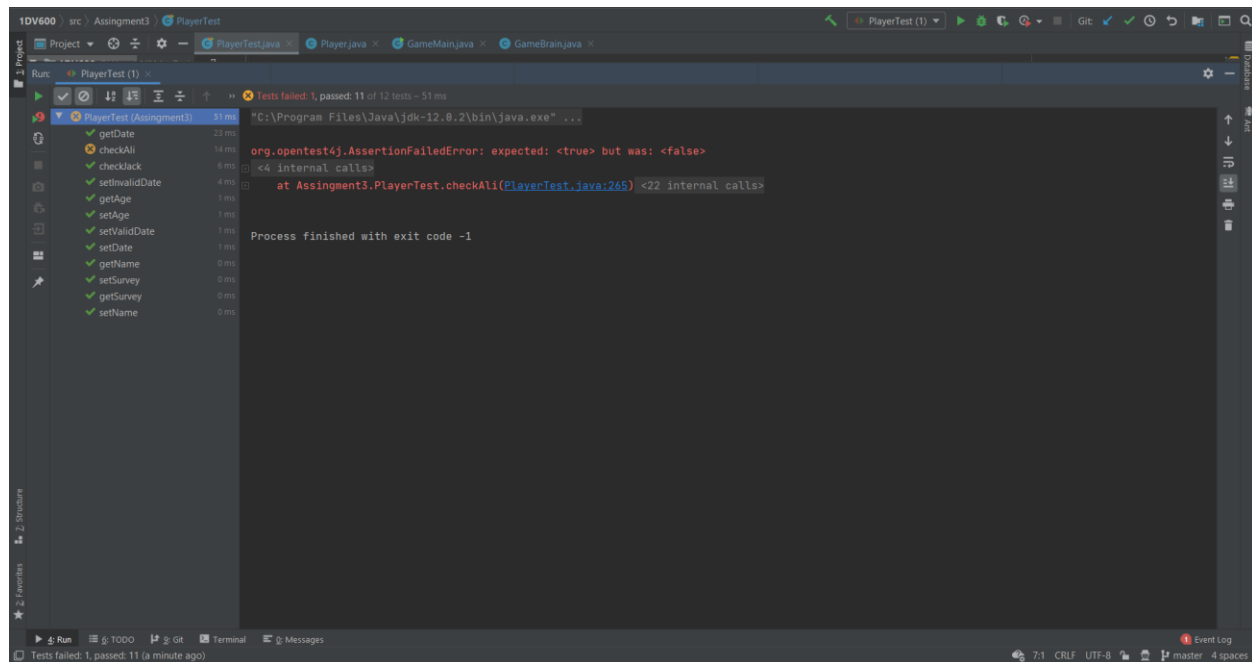 1DV600 src Assingment3 PlayerTest PlayerTest (1) Git:
Project PlayerTest.java Player.java GameMain.java GameBrain.java
Run: PlayerTest (1)
Tests failed: 1, passed: 11 of 12 tests – 51 ms
PlayerTest (Assingment3) 51 ms "C:\Program Files\Java\jdk-12.0.2\bin\java.exe" ...
getDate 23 ms
checkAli 14 ms org.opentest4j.AssertionFailedError: expected: <true> but was: <false>
checkJack 6 ms <4 internal calls>
setInvalidDate 4 ms at Assingment3.PlayerTest.checkAli(PlayerTest.java:265) <22 internal calls>
getAge 1 ms
setAge 1 ms
setValidDate 1 ms Process finished with exit code -1
setDate 1 ms
getName 0 ms
setSurvey 0 ms
getSurvey 0 ms
setName 0 ms
1: Project
Database
Ant
Z: Structure
2: Favorites
4: Run 6: TODO 9: Git Terminal 0: Messages 1 Event Log
Tests failed: 1, passed: 11 (a minute ago) 7:1 CRLF UTF-8 master 4 spaces